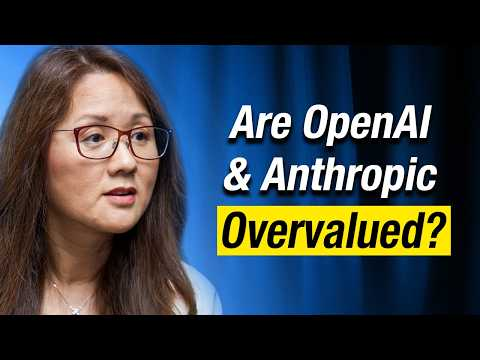 Are OpenAI
& Anthropic
Overvalued?